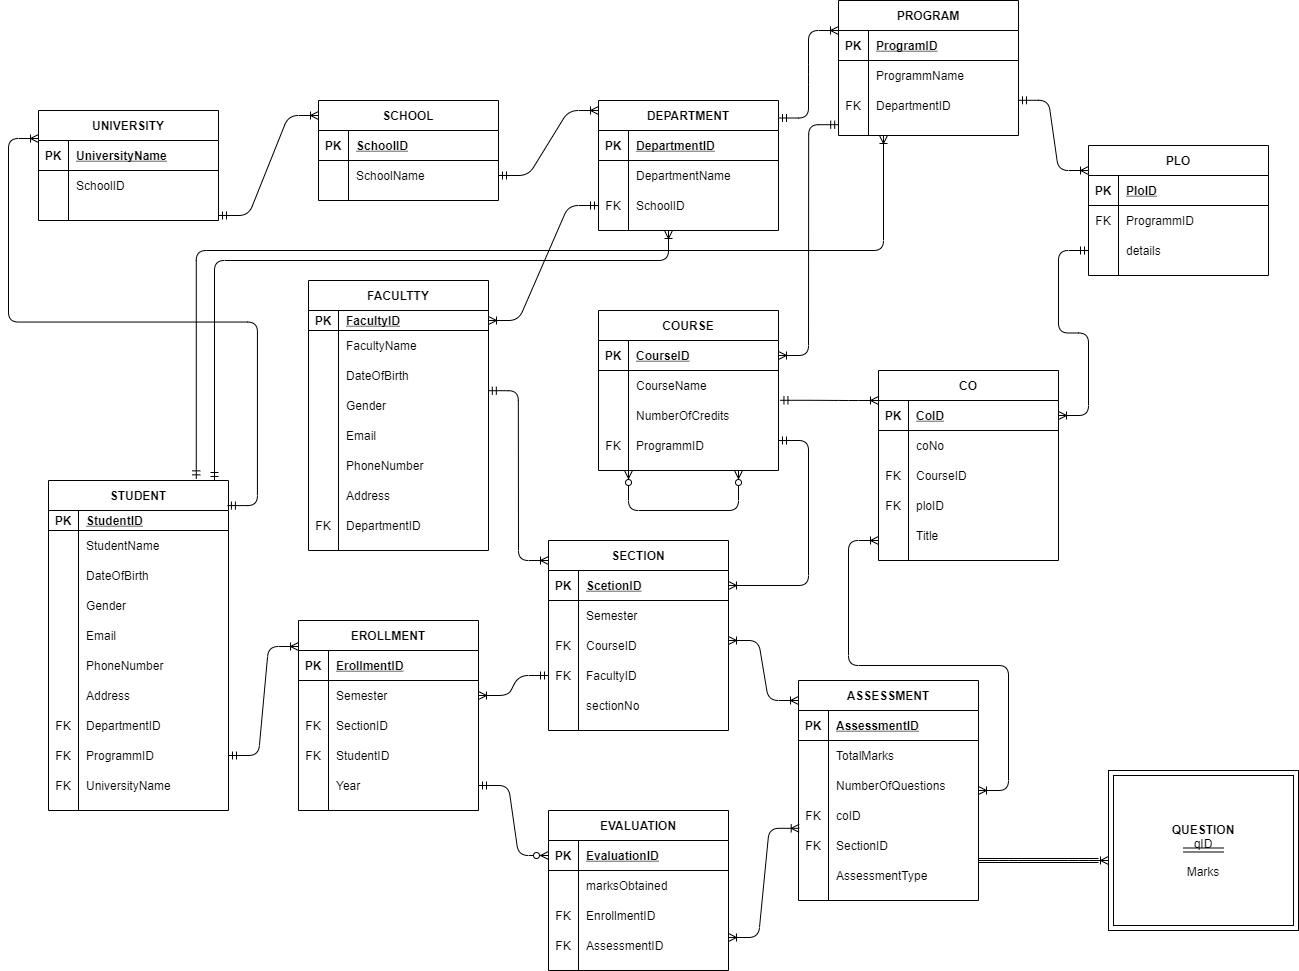 PROGRAM
PK ProgramID
ProgrammName
FK DepartmentID
UNIVERSITY
PK UniversityName
SchoolID
SCHOOL
PK SchoolID
SchoolName
DEPARTMENT
PK DepartmentID
DepartmentName
FK SchoolID
PLO
PK PloID
FK ProgrammID
details
FACULTTY
PK FacultyID
FacultyName
DateOfBirth
Gender
Email
PhoneNumber
Address
FK DepartmentID
COURSE
PK CourseID
CourseName
NumberOfCredits
FK ProgrammID
CO
PK CoID
coNo
FK CourseID
FK ploID
Title
STUDENT
PK StudentID
StudentName
DateOfBirth
Gender
Email
PhoneNumber
Address
FK DepartmentID
FK ProgrammID
FK UniversityName
SECTION
PK ScetionID
Semester
FK CourseID
FK FacultyID
sectionNo
EROLLMENT
PK ErollmentID
Semester
FK SectionID
FK StudentID
Year
ASSESSMENT
PK AssessmentID
TotalMarks
NumberOfQuestions
FK coID
FK SectionID
AssessmentType
EVALUATION
PK EvaluationID
marksObtained
FK EnrollmentID
FK AssessmentID
QUESTION
qID
Marks